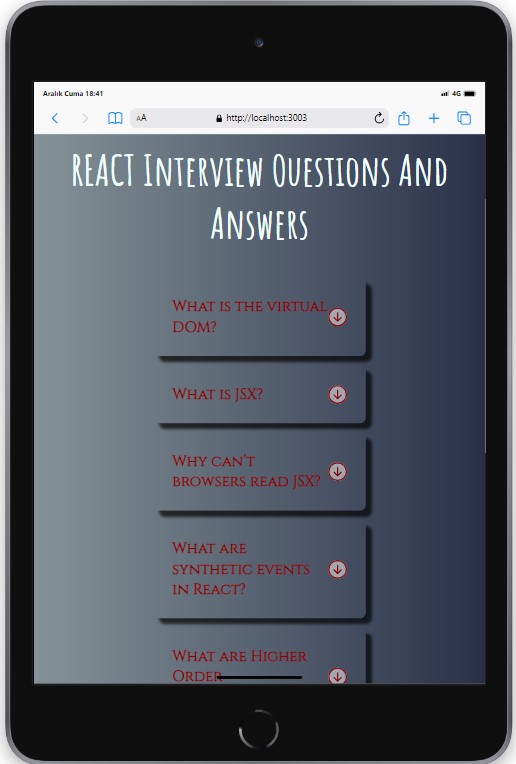 Aralık Cuma 18:41
4G
AA
http://localhost:3003
REACT Interview Questions And
Answers
What is the virtual
DOM?
What is JSX?
Why can't
browsers read JSX?
What are
synthetic events
in React?
What are Higher
Order